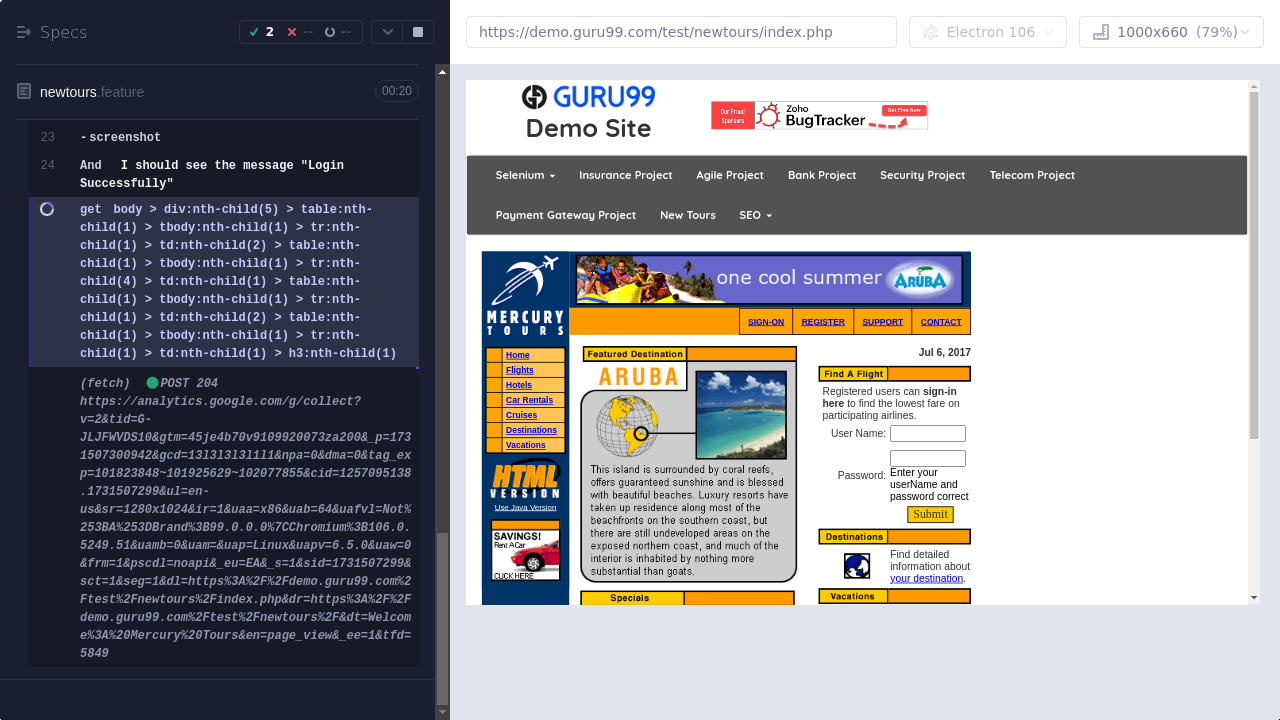 Specs
2
--
--
newtours.feature
00:20
23 -screenshot
24 And I should see the message "Login
Successfully"
get body > div:nth-child(5) > table:nth-
child(1) > tbody:nth-child(1) > tr:nth-
child(1) > td:nth-child(2) > table:nth-
child(1) > tbody:nth-child(1) > tr:nth-
child(4) > td:nth-child(1) > table:nth-
child(1) > tbody:nth-child(1) > tr:nth-
child(1) > td:nth-child(2) > table:nth-
child(1) > tbody:nth-child(1) > tr:nth-
child(1) > td:nth-child(1) > h3:nth-child(1)
(fetch) POST 204
https://analytics.google.com/g/collect?
v=2&tid=G-
JLJFWVDS10&gtm=45je4b70v9109920073za200&_p=173
1507300942&gcd=13l3l3l3l1l1&npa=0&dma=0&tag_ex
p=101823848~101925629~102077855&cid=1257095138
.1731507299&ul=en-
us&sr=1280x1024&ir=1&uaa=x86&uab=64&uafvl=Not%
253BA%253DBrand%3B99.0.0.0%7CChromium%3B106.0.
5249.51&uamb=0&uam=&uap=Linux&uapv=6.5.0&uaw=0
&frm=1&pscdl=noapi&_eu=EA&_s=1&sid=1731507299&
sct=1&seg=1&dl=https%3A%2F%2Fdemo.guru99.com%2
Ftest%2Fnewtours%2Findex.php&dr=https%3A%2F%2F
demo.guru99.com%2Ftest%2Fnewtours%2F&dt=Welcom
e%3A%20Mercury%20Tours&en=page_view&_ee=1&tfd=
5849
https://demo.guru99.com/test/newtours/index.php
Electron 106
1000x660 (79%)
GURU99
Demo Site
Our Proud
Sponsors
Zoho
BugTracker
Get Free Now
Selenium
Insurance Project
Agile Project
Bank Project
Security Project
Telecom Project
Payment Gateway Project
New Tours
SEO
MERCURY
TOURS
one cool summer
ARUBA
SIGN-ON
REGISTER
SUPPORT
CONTACT
Home
Flights
Hotels
Car Rentals
Cruises
Destinations
Vacations
HTML
VERSION
Use Java Version
SAVINGS!
Rent A Car
CLICK HERE
Featured Destination
ARUBA
This island is surrounded by coral reefs,
offers guaranteed sunshine and is blessed
with beautiful beaches. Luxury resorts have
taken up residence along most of the
beachfronts on the southern coast, but
there are still undeveloped areas on the
exposed northern coast, and much of the
interior is inhabited by nothing more
substantial than goats.
Specials
Jul 6, 2017
Find A Flight
Registered users can sign-in
here to find the lowest fare on
participating airlines.
User Name:
Password:
Enter your
userName and
password correct
Submit
Destinations
Find detailed
information about
your destination.
Vacations